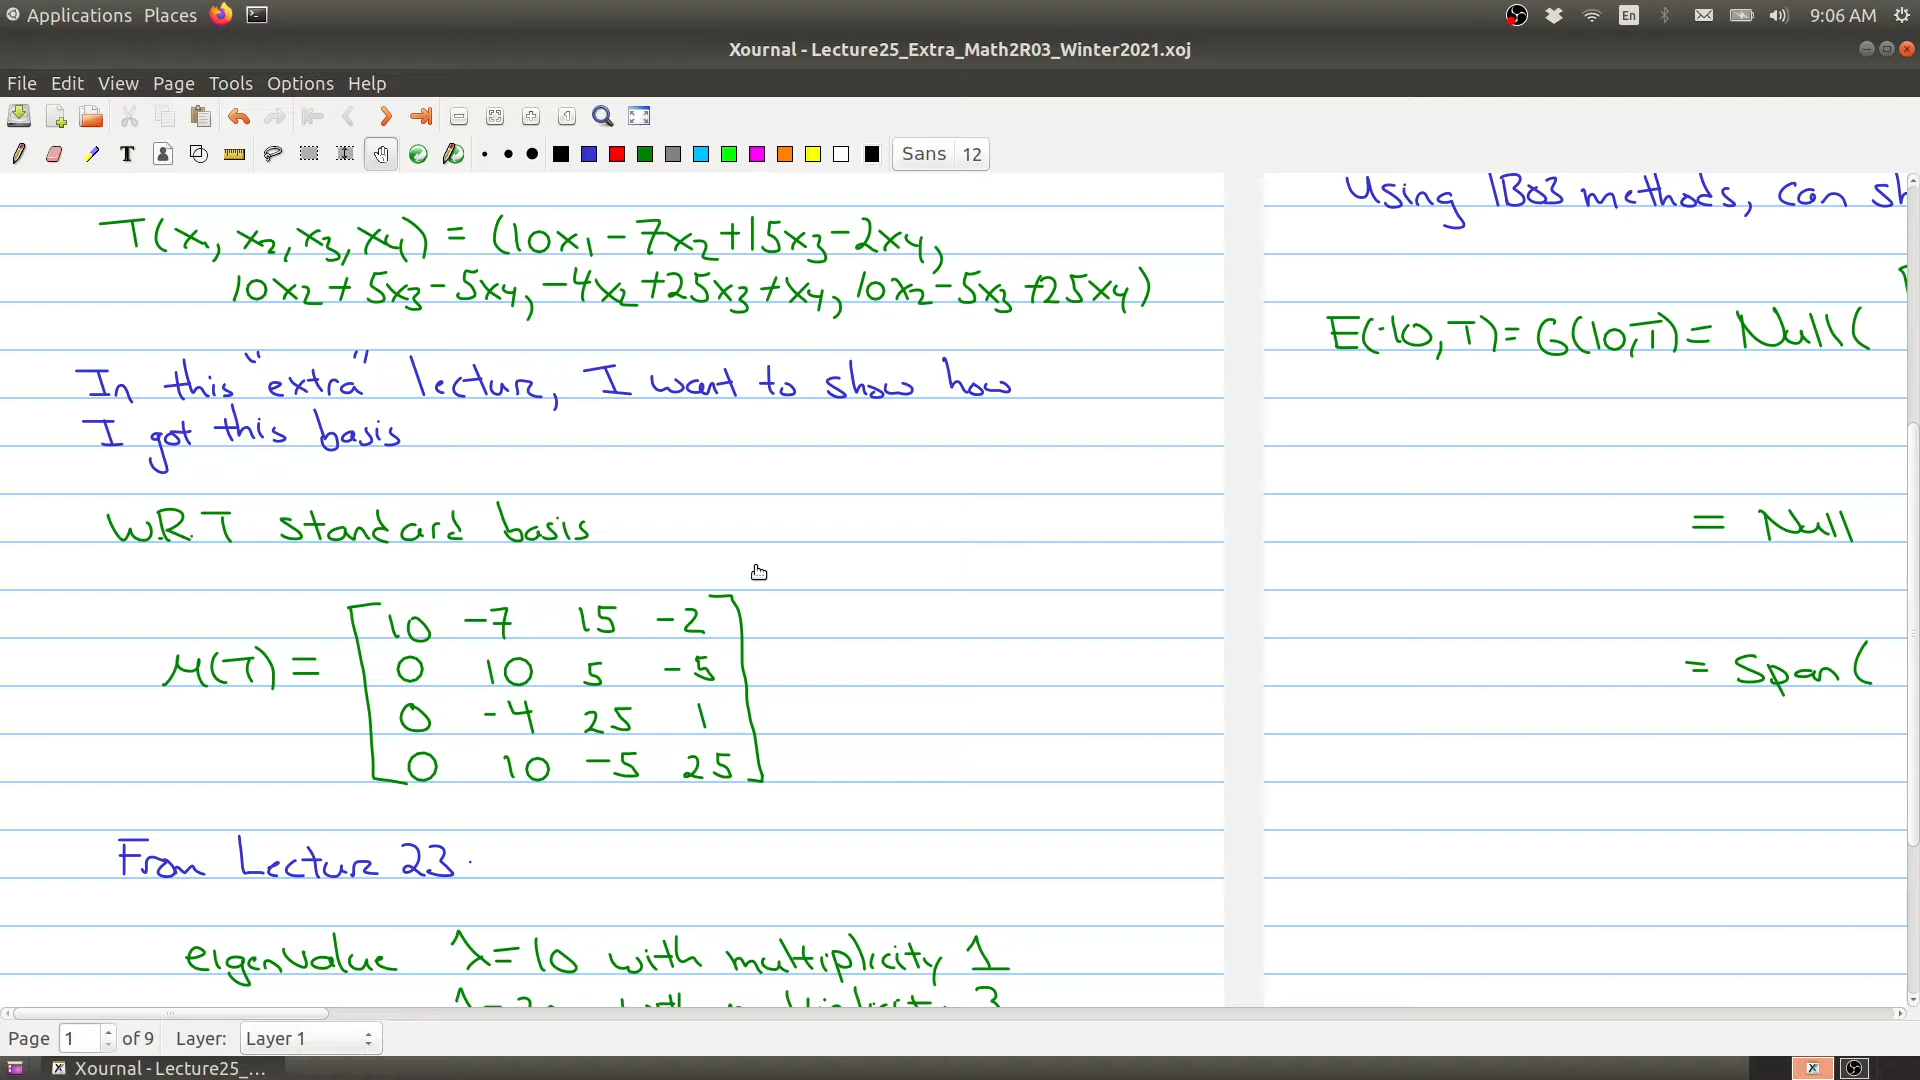 Applications Places En 9:06 AM
Xournal - Lecture25_Extra_Math2R03_Winter2021.xoj
File Edit View Page Tools Options Help
Sans 12
T(x1, x2, x3, x4) = (10x1 - 7x2 + 15x3 - 2x4,
10x2 + 5x3 - 5x4, -4x2 + 25x3 + x4, 10x2 - 5x3 + 25x4)
In this "extra" lecture, I want to show how
I got this basis
W.R.T standard basis
M(T) = [10 -7 15 -2
0 10 5 -5
0 -4 25 1
0 10 -5 25]
From Lecture 23.
eigenvalue λ=10 with multiplicity 1
with multiplicity 3
Using 1B03 methods, can sh
E(10, T) = G(10, T) = Null(
= Null
= Span(
Page 1 of 9 Layer: Layer 1
Xournal - Lecture25_...